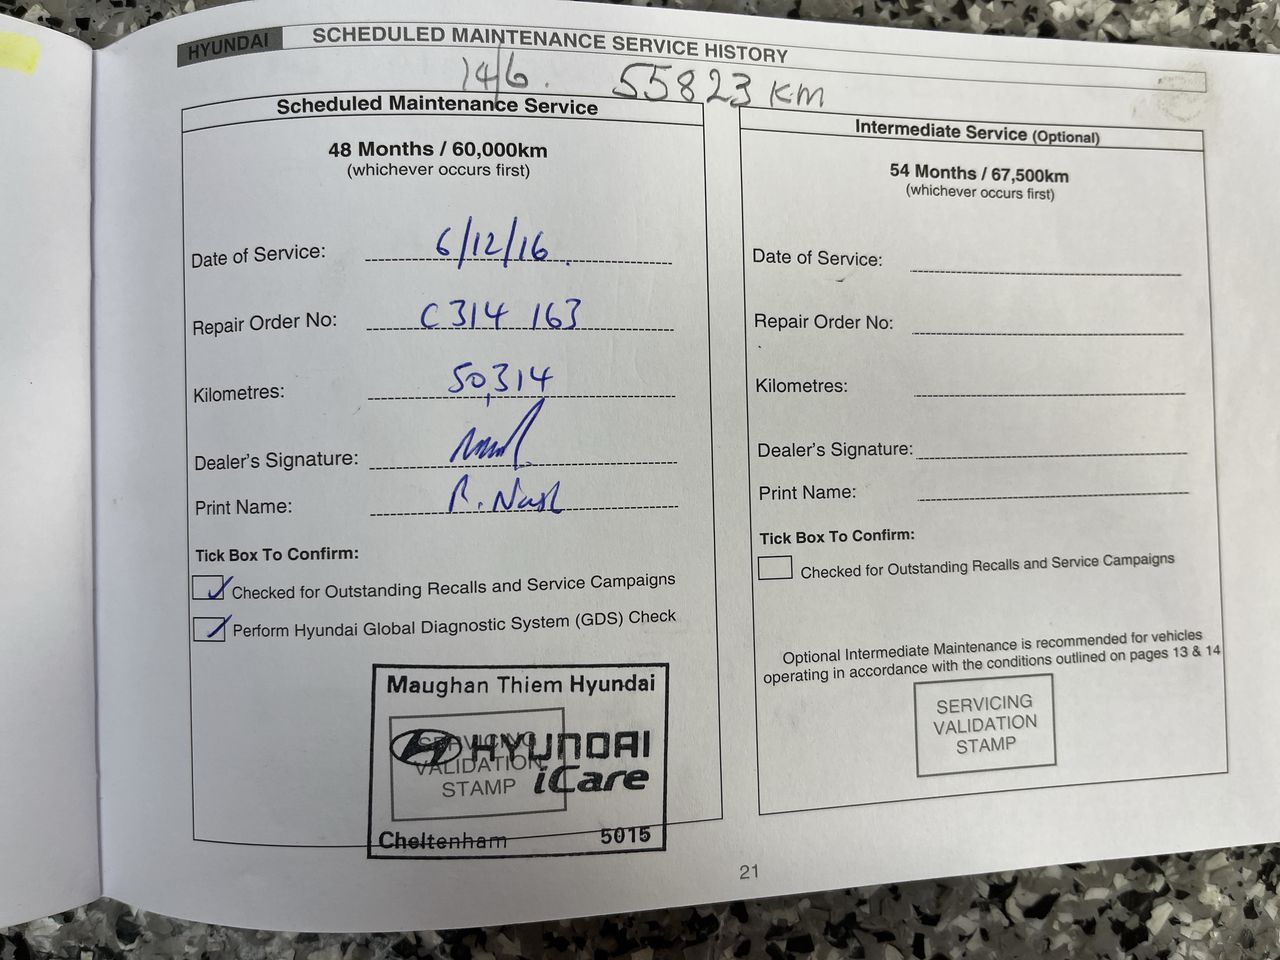 HYUNDAI SCHEDULED MAINTENANCE SERVICE HISTORY
14/6. 55823 KM
Scheduled Maintenance Service
48 Months / 60,000km
(whichever occurs first)
Date of Service: 6/12/16
Repair Order No: C314 163
Kilometres: 50,314
Dealer's Signature:
Print Name: R. Nash
Tick Box To Confirm:
Checked for Outstanding Recalls and Service Campaigns
Perform Hyundai Global Diagnostic System (GDS) Check
Maughan Thiem Hyundai
SERVICING
HYUNDAI
VALIDATION
iCare
STAMP
Cheltenham 5015
Intermediate Service (Optional)
54 Months / 67,500km
(whichever occurs first)
Date of Service:
Repair Order No:
Kilometres:
Dealer's Signature:
Print Name:
Tick Box To Confirm:
Checked for Outstanding Recalls and Service Campaigns
Optional Intermediate Maintenance is recommended for vehicles
operating in accordance with the conditions outlined on pages 13 & 14
SERVICING
VALIDATION
STAMP
21